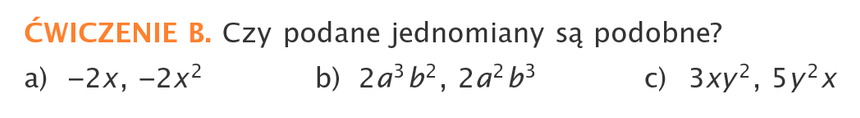 ĆWICZENIE B. Czy podane jednomiany są podobne?
a) −2x, −2x² b) 2a³b², 2a²b³ c) 3xy², 5y²x